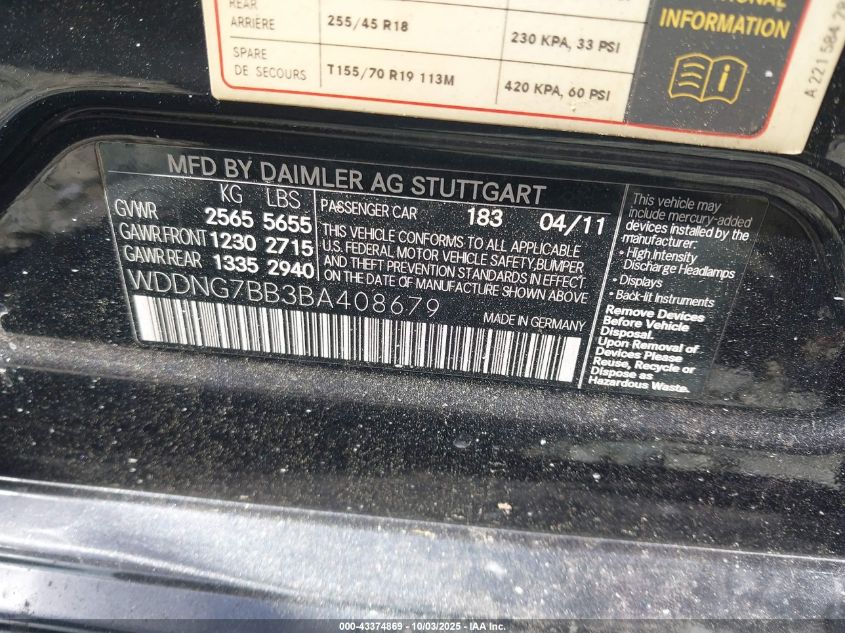 REAR
ARRIÈRE 255/45 R18 230 KPA, 33 PSI
SPARE
DE SECOURS T155/70 R19 113M 420 KPA, 60 PSI
INFORMATION
A 221 584
MFD BY DAIMLER AG STUTTGART
KG LBS
GVWR 2565 5655
GAWR FRONT 1230 2715
GAWR REAR 1335 2940
PASSENGER CAR 183 04/11
THIS VEHICLE CONFORMS TO ALL APPLICABLE
U.S. FEDERAL MOTOR VEHICLE SAFETY, BUMPER
AND THEFT PREVENTION STANDARDS IN EFFECT
ON THE DATE OF MANUFACTURE SHOWN ABOVE
WDDNG7BB3BA408679
MADE IN GERMANY
This vehicle may
include mercury-added
devices installed by the
manufacturer:
• High Intensity
Discharge Headlamps
• Displays
• Back-lit Instruments
Remove Devices
Before Vehicle
Disposal.
Upon Removal of
Devices Please
Reuse, Recycle or
Dispose as
Hazardous Waste.
000-43374869 | 10/03/2025 | IAA Inc.